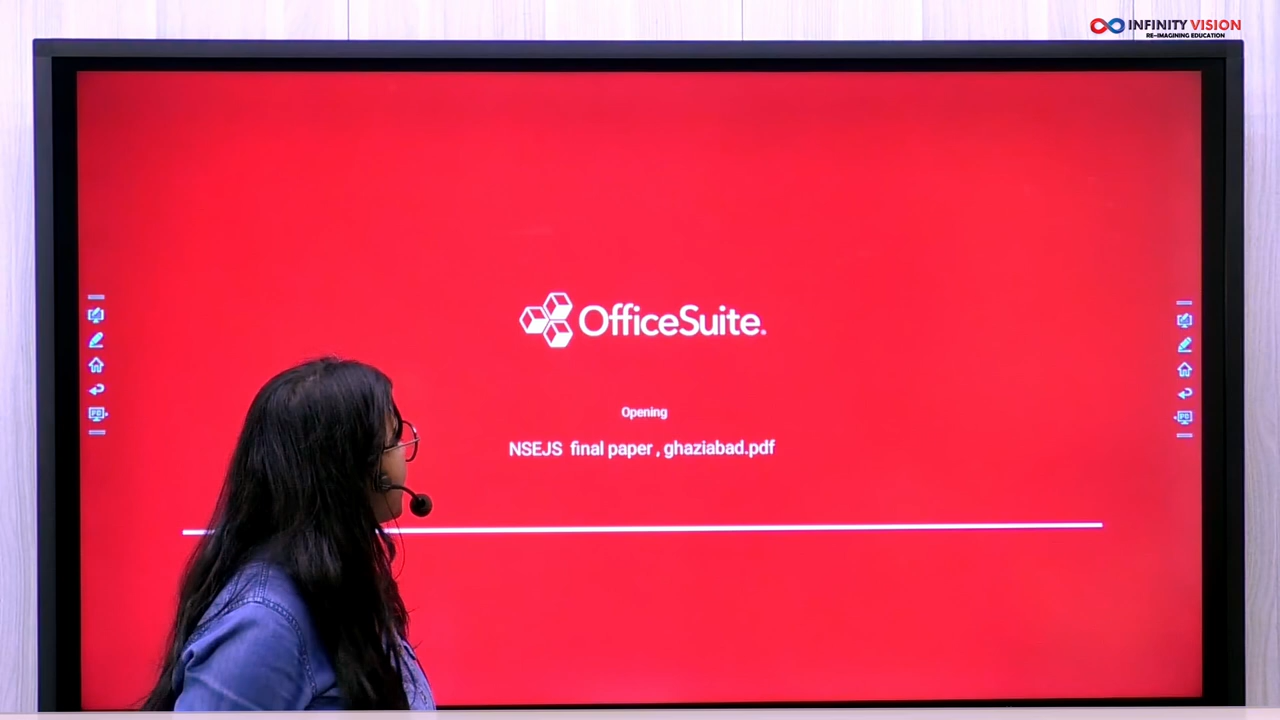 INFINITY VISION
RE-IMAGINING EDUCATION
OfficeSuite.
Opening
NSEJS final paper , ghaziabad.pdf